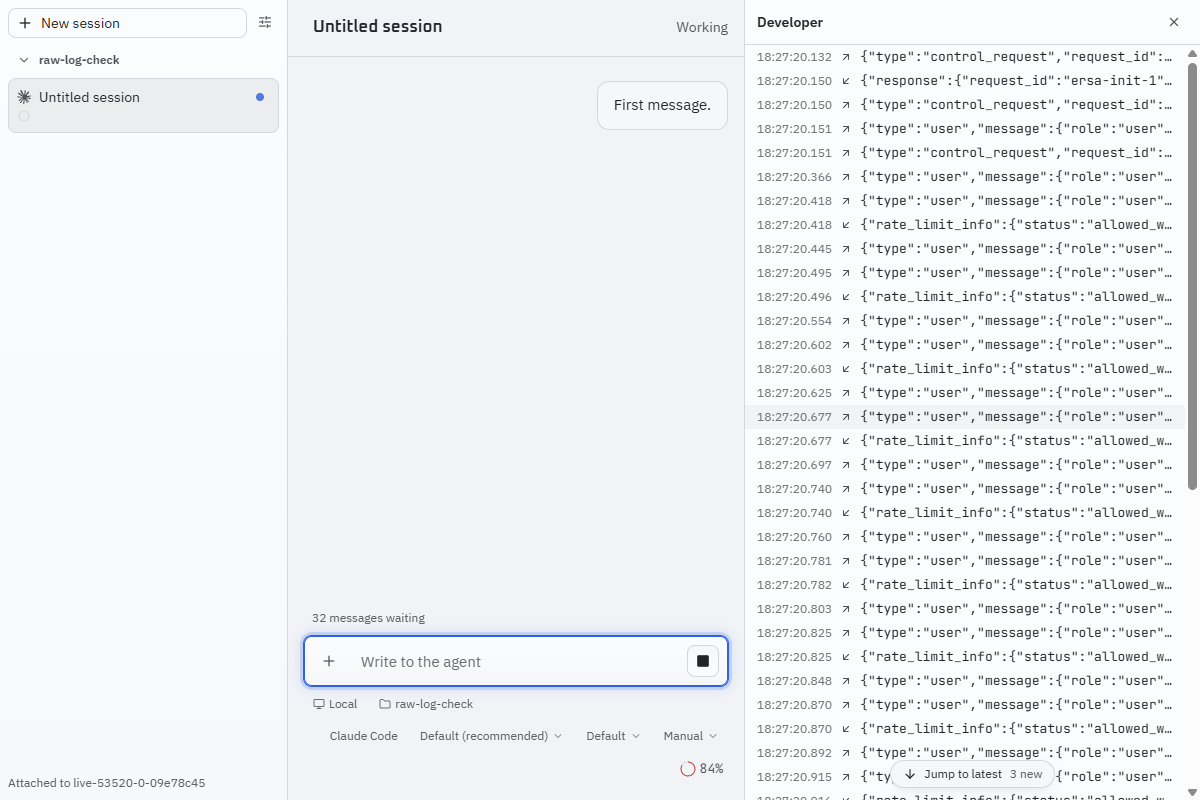 New session
raw-log-check
Untitled session
Attached to live-53520-0-09e78c45
Untitled session
Working
First message.
32 messages waiting
Write to the agent
Local
raw-log-check
Claude Code
Default (recommended)
Default
Manual
84%
Developer
18:27:20.132 ↗ {"type":"control_request","request_id":…
18:27:20.150 ↙ {"response":{"request_id":"ersa-init-1"…
18:27:20.150 ↗ {"type":"control_request","request_id":…
18:27:20.151 ↗ {"type":"user","message":{"role":"user"…
18:27:20.151 ↗ {"type":"control_request","request_id":…
18:27:20.366 ↗ {"type":"user","message":{"role":"user"…
18:27:20.418 ↗ {"type":"user","message":{"role":"user"…
18:27:20.418 ↙ {"rate_limit_info":{"status":"allowed_w…
18:27:20.445 ↗ {"type":"user","message":{"role":"user"…
18:27:20.495 ↗ {"type":"user","message":{"role":"user"…
18:27:20.496 ↙ {"rate_limit_info":{"status":"allowed_w…
18:27:20.554 ↗ {"type":"user","message":{"role":"user"…
18:27:20.602 ↗ {"type":"user","message":{"role":"user"…
18:27:20.603 ↙ {"rate_limit_info":{"status":"allowed_w…
18:27:20.625 ↗ {"type":"user","message":{"role":"user"…
18:27:20.677 ↗ {"type":"user","message":{"role":"user"…
18:27:20.677 ↙ {"rate_limit_info":{"status":"allowed_w…
18:27:20.697 ↗ {"type":"user","message":{"role":"user"…
18:27:20.740 ↗ {"type":"user","message":{"role":"user"…
18:27:20.740 ↙ {"rate_limit_info":{"status":"allowed_w…
18:27:20.760 ↗ {"type":"user","message":{"role":"user"…
18:27:20.781 ↗ {"type":"user","message":{"role":"user"…
18:27:20.782 ↙ {"rate_limit_info":{"status":"allowed_w…
18:27:20.803 ↗ {"type":"user","message":{"role":"user"…
18:27:20.825 ↗ {"type":"user","message":{"role":"user"…
18:27:20.825 ↙ {"rate_limit_info":{"status":"allowed_w…
18:27:20.848 ↗ {"type":"user","message":{"role":"user"…
18:27:20.870 ↗ {"type":"user","message":{"role":"user"…
18:27:20.870 ↙ {"rate_limit_info":{"status":"allowed_w…
18:27:20.892 ↗ {"type":"user","message":{"role":"user"…
18:27:20.915 ↗ {"ty :{"role":"user"…
Jump to latest 3 new